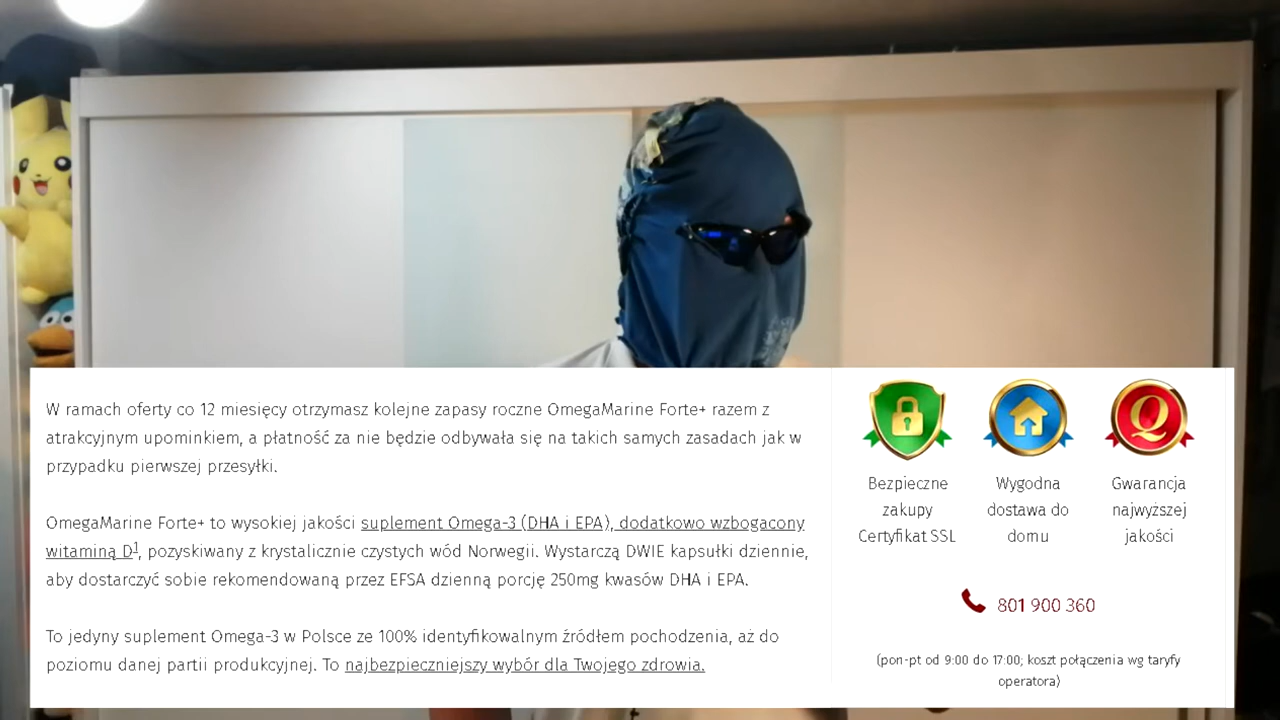 W ramach oferty co 12 miesięcy otrzymasz kolejne zapasy roczne OmegaMarine Forte+ razem z
atrakcyjnym upominkiem, a płatność za nie będzie odbywała się na takich samych zasadach jak w
przypadku pierwszej przesyłki.
OmegaMarine Forte+ to wysokiej jakości suplement Omega-3 (DHA i EPA), dodatkowo wzbogacony
witaminą D¹, pozyskiwany z krystalicznie czystych wód Norwegii. Wystarczą DWIE kapsułki dziennie,
aby dostarczyć sobie rekomendowaną przez EFSA dzienną porcję 250mg kwasów DHA i EPA.
To jedyny suplement Omega-3 w Polsce ze 100% identyfikowalnym źródłem pochodzenia, aż do
poziomu danej partii produkcyjnej. To najbezpieczniejszy wybór dla Twojego zdrowia.
Q
Bezpieczne
zakupy
Certyfikat SSL
Wygodna
dostawa do
domu
Gwarancja
najwyższej
jakości
801 900 360
(pon-pt od 9:00 do 17:00; koszt połączenia wg taryfy
operatora)